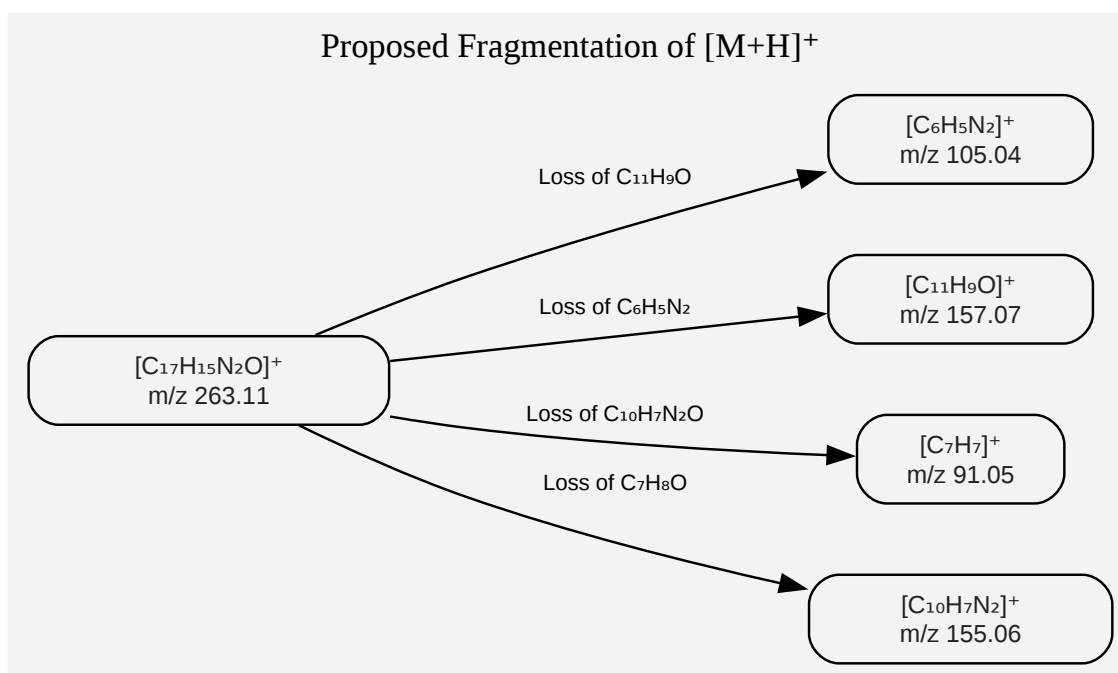 Proposed Fragmentation of [M+H]⁺
[C₆H₅N₂]⁺
m/z 105.04
Loss of C₁₁H₉O
[C₁₁H₉O]⁺
m/z 157.07
Loss of C₆H₅N₂
[C₁₇H₁₅N₂O]⁺
m/z 263.11
Loss of C₁₀H₇N₂O
[C₇H₇]⁺
m/z 91.05
Loss of C₇H₈O
[C₁₀H₇N₂]⁺
m/z 155.06